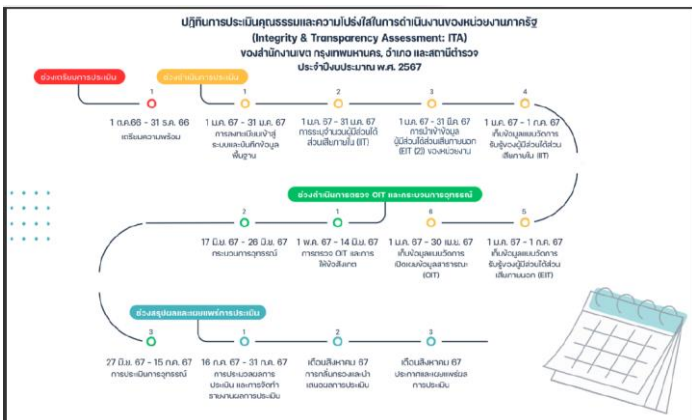 ปฏิทินการประเมินคุณธรรมและความโปร่งใสในการดำเนินงานของหน่วยงานภาครัฐ
(Integrity & Transparency Assessment: ITA)
ของสำนักงานเขต กรุงเทพมหานคร, อำเภอ และสถานีตำรวจ
ประจำปีงบประมาณ พ.ศ. 2567
ช่วงเตรียมการประเมิน
ช่วงดำเนินการประเมิน
1
1 ต.ค.66 - 31 ธ.ค. 66
เตรียมความพร้อม
1
1 ม.ค. 67 - 31 ม.ค. 67
การลงทะเบียนเข้าสู่
ระบบและบันทึกข้อมูล
พื้นฐาน
2
1 ม.ค. 67 - 31 ม.ค. 67
การระบุจำนวนผู้มีส่วนได้
ส่วนเสียภายใน (IIT)
3
1 ม.ค. 67 - 31 มี.ค. 67
การนำเข้าข้อมูล
ผู้มีส่วนได้ส่วนเสียภายนอก
(EIT (2)) ของหน่วยงาน
4
1 ม.ค. 67 - 1 ก.ค. 67
เก็บข้อมูลแบบวัดการ
รับรู้ของผู้มีส่วนได้ส่วน
เสียภายใน (IIT)
ช่วงดำเนินการตรวจ OIT และกระบวนการอุทธรณ์
2
17 มิ.ย. 67 - 26 มิ.ย. 67
กระบวนการอุทธรณ์
1
1 พ.ค. 67 - 14 มิ.ย. 67
การตรวจ OIT และการ
ให้ข้อสังเกต
6
1 ม.ค. 67 - 30 เม.ย. 67
เก็บข้อมูลแบบวัดการ
เปิดเผยข้อมูลสาธารณะ
(OIT)
5
1 ม.ค. 67 - 1 ก.ค. 67
เก็บข้อมูลแบบวัดการ
รับรู้ของผู้มีส่วนได้ส่วน
เสียภายนอก (EIT)
ช่วงสรุปผลและเผยแพร่การประเมิน
3
27 มิ.ย. 67 - 15 ก.ค. 67
การประเมินการอุทธรณ์
1
16 ก.ค. 67 - 31 ก.ค. 67
การประมวลผลการ
ประเมิน และการจัดทำ
รายงานผลการประเมิน
2
เดือนสิงหาคม 67
การกลั่นกรองและนำ
เสนอผลการประเมิน
3
เดือนสิงหาคม 67
ประกาศและเผยแพร่ผล
การประเมิน